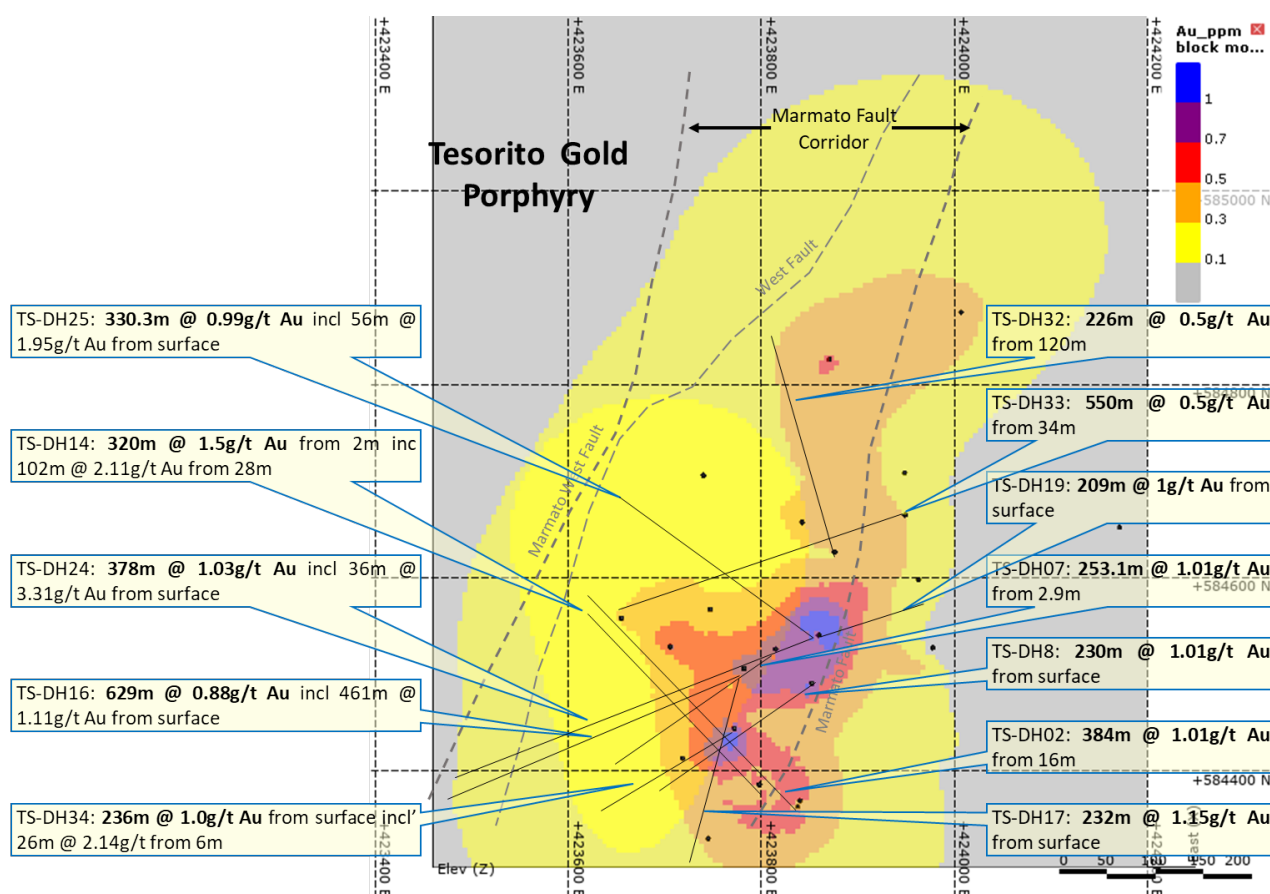 +423400 E
+423600 E
+423800 E
+424000 E
+424200 E
Au_ppm
block mo...
1
0.7
0.5
0.3
0.1
Marmato Fault
Corridor
Tesorito Gold
Porphyry
585000 N
West Fault
TS-DH25: 330.3m @ 0.99g/t Au incl 56m @
1.95g/t Au from surface
TS-DH14: 320m @ 1.5g/t Au from 2m inc
102m @ 2.11g/t Au from 28m
TS-DH24: 378m @ 1.03g/t Au incl 36m @
3.31g/t Au from surface
TS-DH16: 629m @ 0.88g/t Au incl 461m @
1.11g/t Au from surface
TS-DH34: 236m @ 1.0g/t Au from surface incl'
26m @ 2.14g/t from 6m
Marmato West Fault
Marmato Fault
TS-DH32: 226m @ 0.5g/t Au
from 120m
+584800 N
TS-DH33: 550m @ 0.5g/t Au
from 34m
TS-DH19: 209m @ 1g/t Au from
surface
TS-DH07: 253.1m @ 1.01g/t Au
from 2.9m
+584600 N
TS-DH8: 230m @ 1.01g/t Au
from surface
TS-DH02: 384m @ 1.01g/t Au
from 16m
+584400 N
TS-DH17: 232m @ 1.15g/t Au
from surface
Elev (Z)
0 50 100 150 200
+423400 E
+423600 E
+423800 E
+424000 E